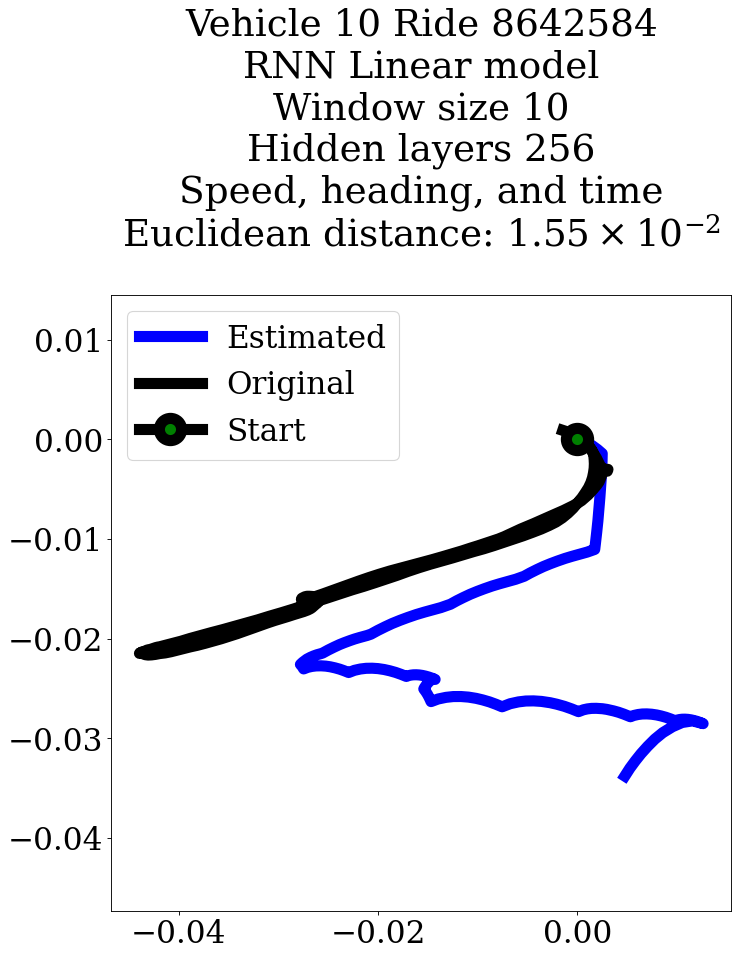 Vehicle 10 Ride 8642584
RNN Linear model
Window size 10
Hidden layers 256
Speed, heading, and time
Euclidean distance: 1.55 × 10⁻²
Estimated
Original
Start
0.01
0.00
−0.01
−0.02
−0.03
−0.04
−0.04 −0.02 0.00